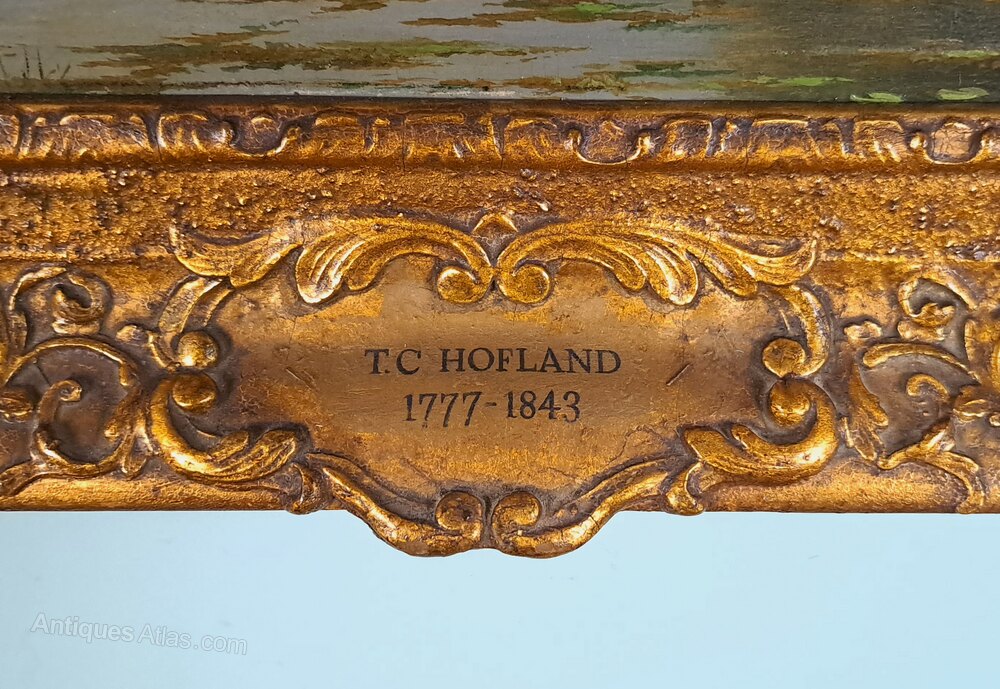 T.C HOFLAND
1777-1843
Antiques Atlas.com